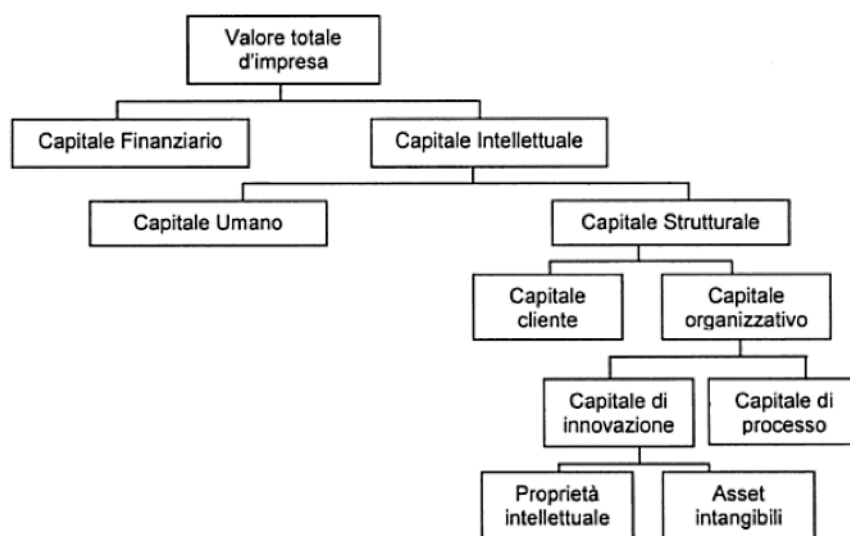 Valore totale
d'impresa
Capitale Finanziario
Capitale Intellettuale
Capitale Umano
Capitale Strutturale
Capitale
cliente
Capitale
organizzativo
Capitale di
innovazione
Capitale di
processo
Proprietà
intellettuale
Asset
intangibili